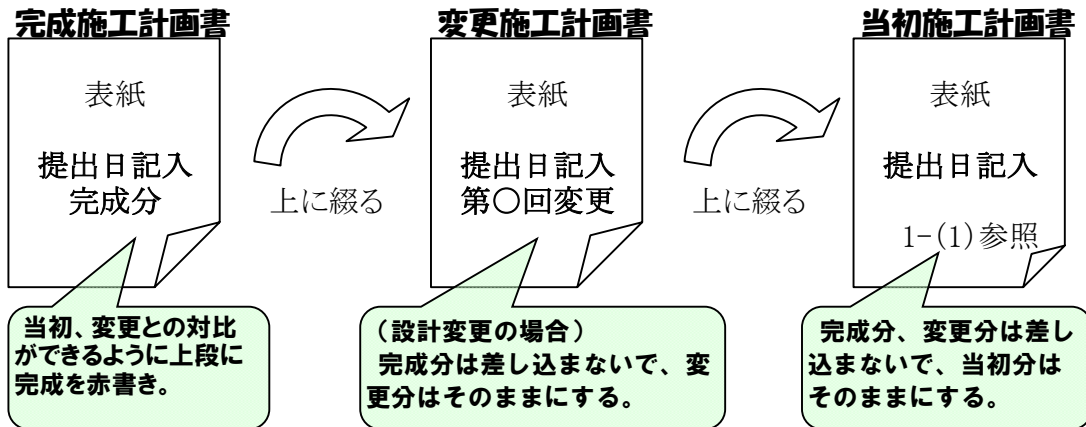 完成施工計画書
表紙
提出日記入
完成分
当初、変更との対比
ができるように上段に
完成を赤書き。
上に綴る
変更施工計画書
表紙
提出日記入
第〇回変更
（設計変更の場合）
完成分は差し込まないで、変
更分はそのままにする。
上に綴る
当初施工計画書
表紙
提出日記入
1-(1)参照
完成分、変更分は差し
込まないで、当初分は
そのままにする。